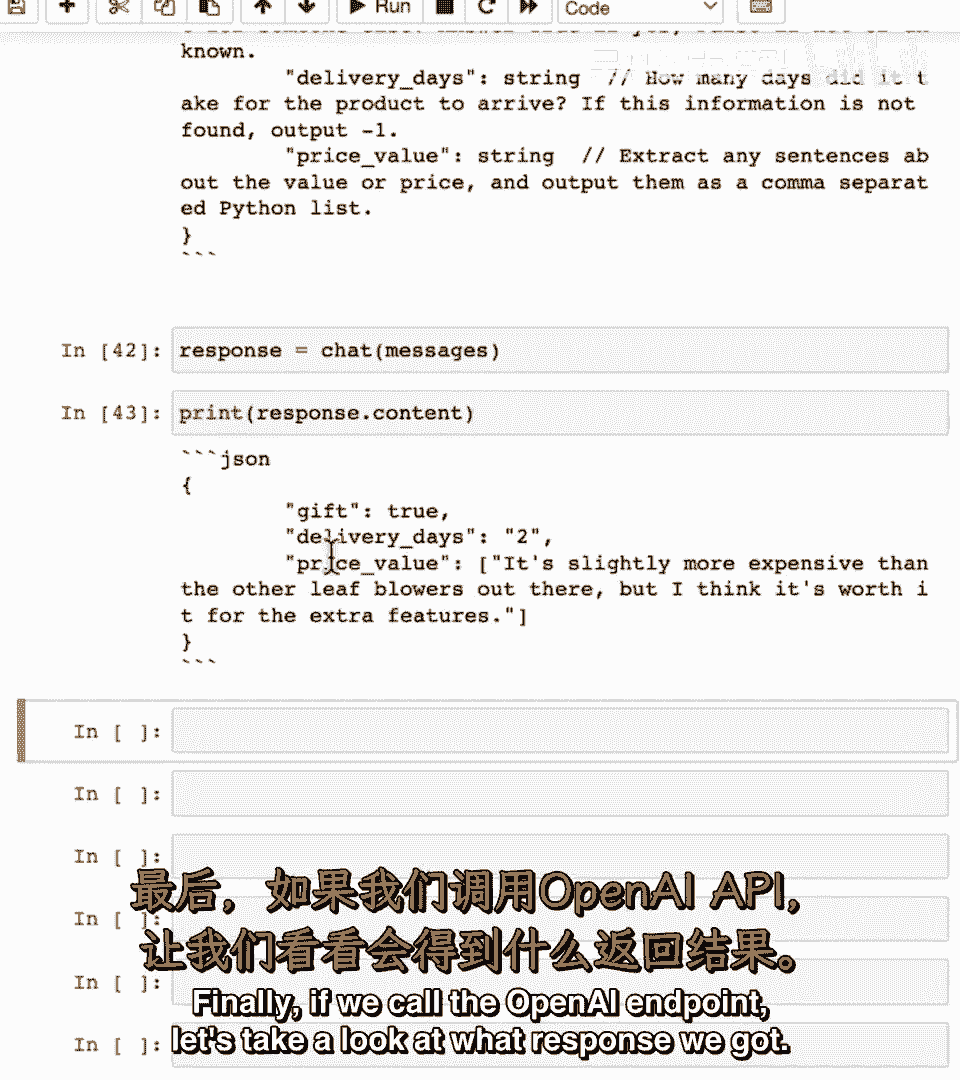 Run
Code
known.
"delivery_days": string // How many days did it t
ake for the product to arrive? If this information is not
found, output -1.
"price_value": string // Extract any sentences ab
out the value or price, and output them as a comma separat
ed Python list.
}
```
In [42]: response = chat(messages)
In [43]: print(response.content)
```json
{
"gift": true,
"delivery_days": "2",
"price_value": ["It's slightly more expensive than
the other leaf blowers out there, but I think it's worth i
t for the extra features."]
}
```
In [ ]:
In [ ]:
In [ ]:
In [ ]:
In [ ]:
In [ ]:
最后，如果我们调用OpenAI API,
让我们看看会得到什么返回结果。
Finally, if we call the OpenAI endpoint,
let's take a look at what response we got.